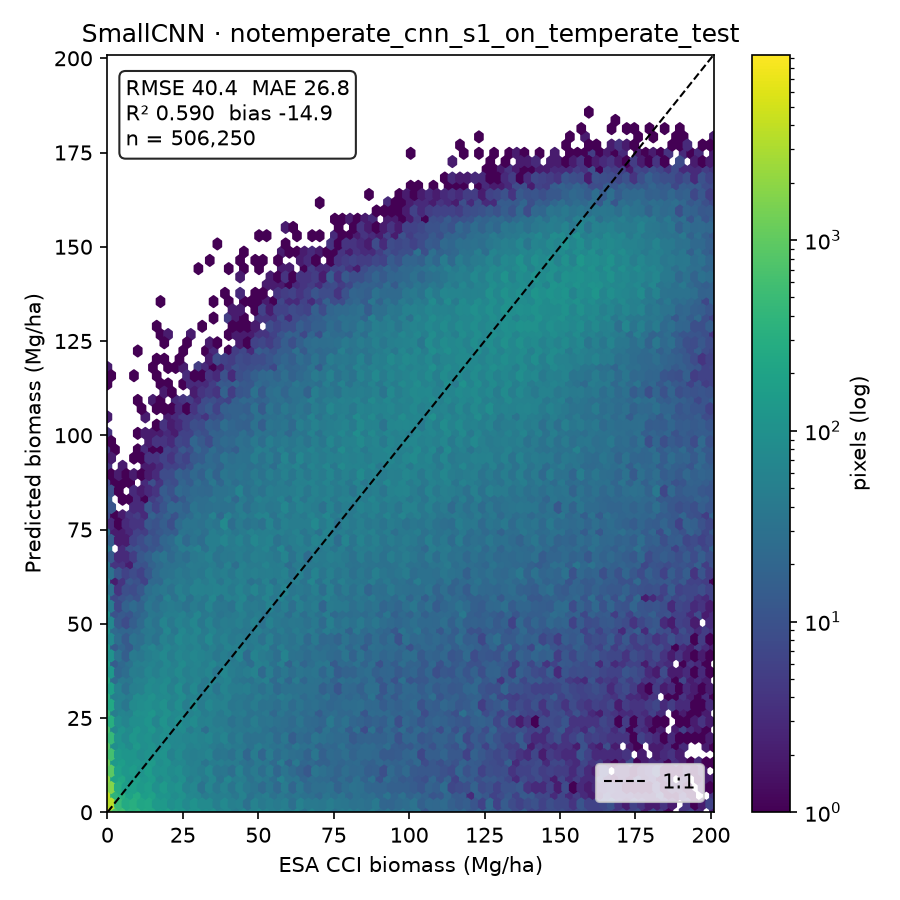 SmallCNN · notemperate_cnn_s1_on_temperate_test
RMSE 40.4 MAE 26.8
R² 0.590 bias -14.9
n = 506,250
200
175
150
125
100
75
50
25
0
Predicted biomass (Mg/ha)
0 25 50 75 100 125 150 175 200
ESA CCI biomass (Mg/ha)
1:1
10³
10²
10¹
10⁰
pixels (log)